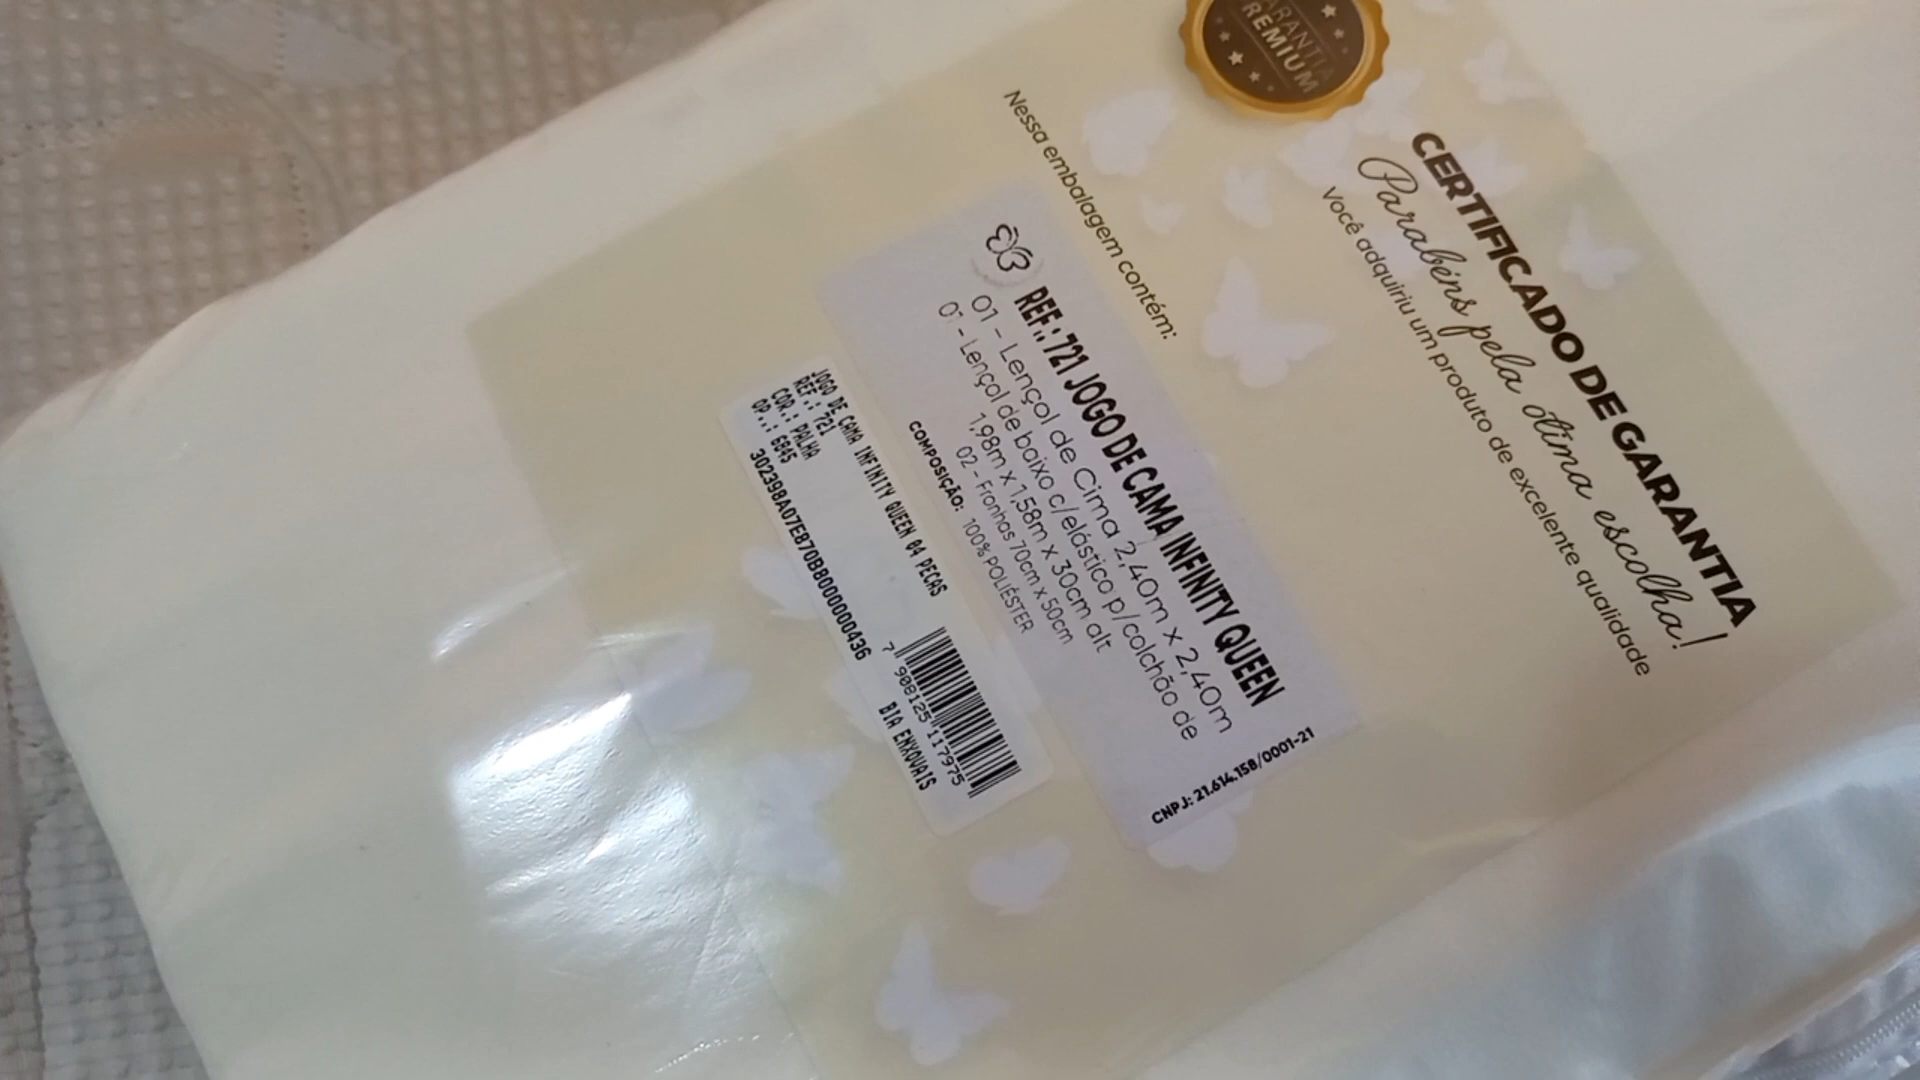 GARANTIA
PREMIUM
CERTIFICADO DE GARANTIA
Parabéns pela ótima escolha!
Você adquiriu um produto de excelente qualidade
Nessa embalagem contém:
REF.: 721 JOGO DE CAMA INFINITY QUEEN
01 - Lençol de Cima 2,40m x 2,40m
01 - Lençol de baixo c/elástico p/colchão de
1,98m x 1,58m x 30cm alt
02 - Fronhas 70cm x 50cm
COMPOSIÇÃO: 100% POLIÉSTER
CNPJ: 21.614.158/0001-21
JOGO DE CAMA INFINITY QUEEN 04 PECAS
REF.: 721
COR.: PALHA
OP.: 6845
302398A07E870B800000436
7 908125 117975
BIA ENXOVAIS